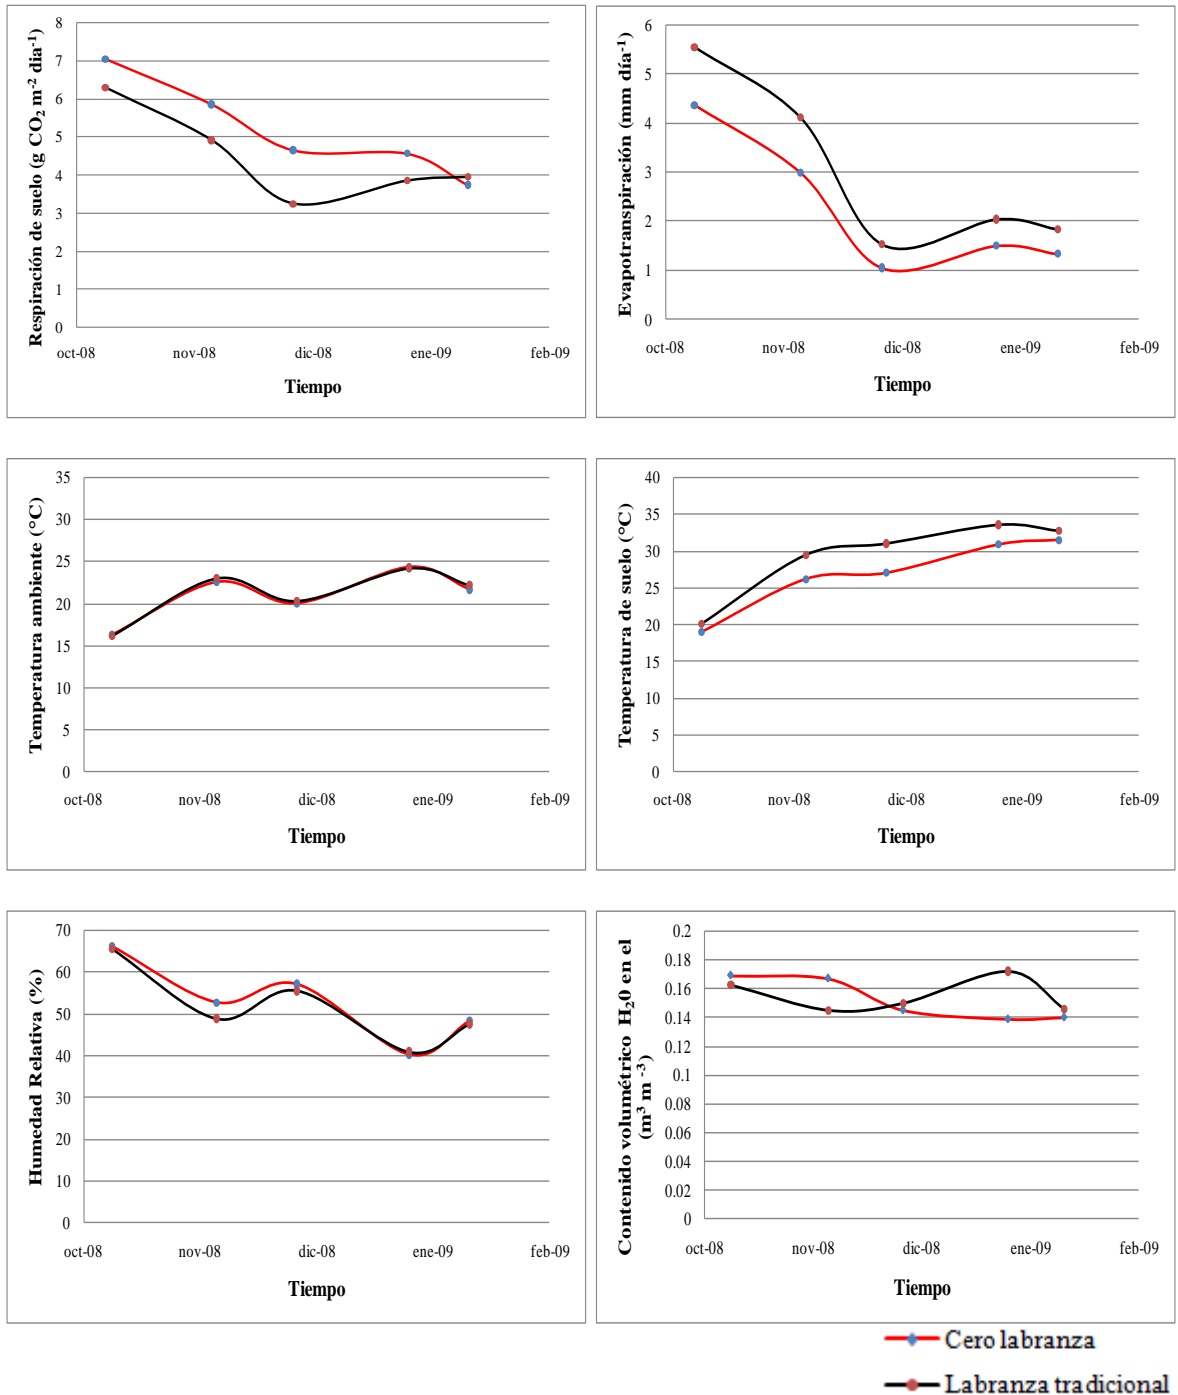 Respiración de suelo (g CO₂ m⁻² dia⁻¹)
8
7
6
5
4
3
2
1
0
oct-08 nov-08 dic-08 ene-09 feb-09
Tiempo
Evapotranspiración (mm día⁻¹)
6
5
4
3
2
1
0
oct-08 nov-08 dic-08 ene-09 feb-09
Tiempo
Temperatura ambiente (°C)
35
30
25
20
15
10
5
0
oct-08 nov-08 dic-08 ene-09 feb-09
Tiempo
Temperatura de suelo (°C)
40
35
30
25
20
15
10
5
0
oct-08 nov-08 dic-08 ene-09 feb-09
Tiempo
Humedad Relativa (%)
70
60
50
40
30
20
10
0
oct-08 nov-08 dic-08 ene-09 feb-09
Tiempo
Contenido volumétrico H₂0 en el
(m³ m ⁻³)
0.2
0.18
0.16
0.14
0.12
0.1
0.08
0.06
0.04
0.02
0
oct-08 nov-08 dic-08 ene-09 feb-09
Tiempo
Cero labranza
Labranza tradicional